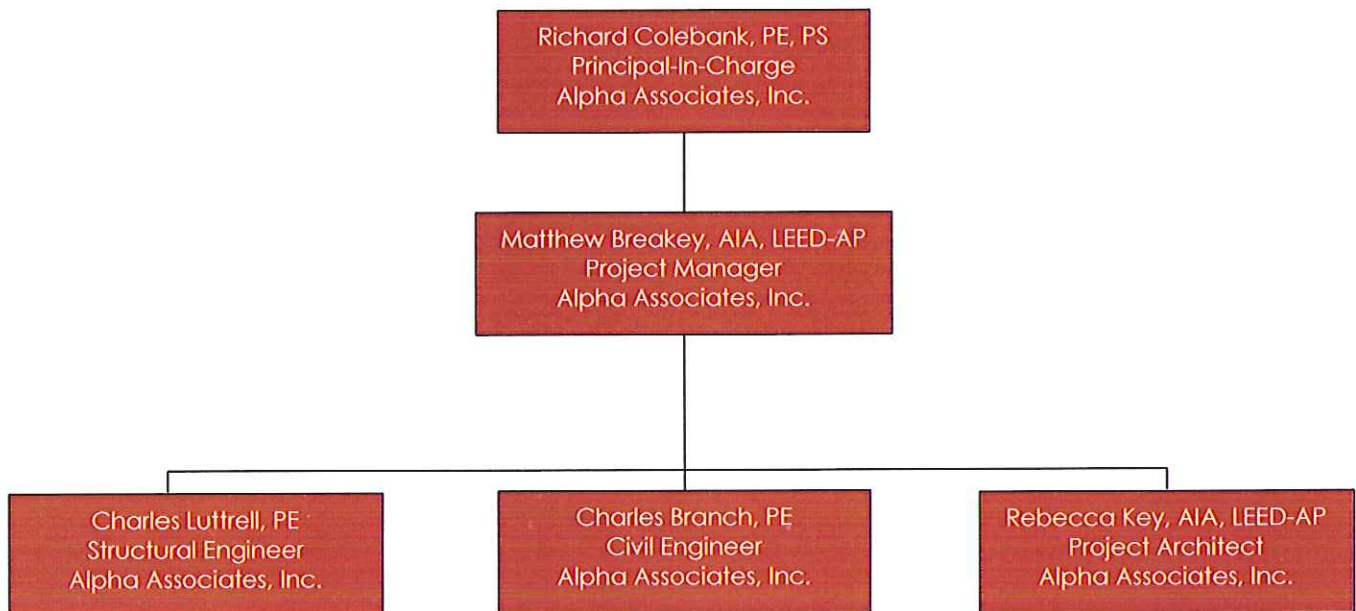 Richard Colebank, PE, PS
Principal-In-Charge
Alpha Associates, Inc.
Matthew Breakey, AIA, LEED-AP
Project Manager
Alpha Associates, Inc.
Charles Luttrell, PE
Structural Engineer
Alpha Associates, Inc.
Charles Branch, PE
Civil Engineer
Alpha Associates, Inc.
Rebecca Key, AIA, LEED-AP
Project Architect
Alpha Associates, Inc.